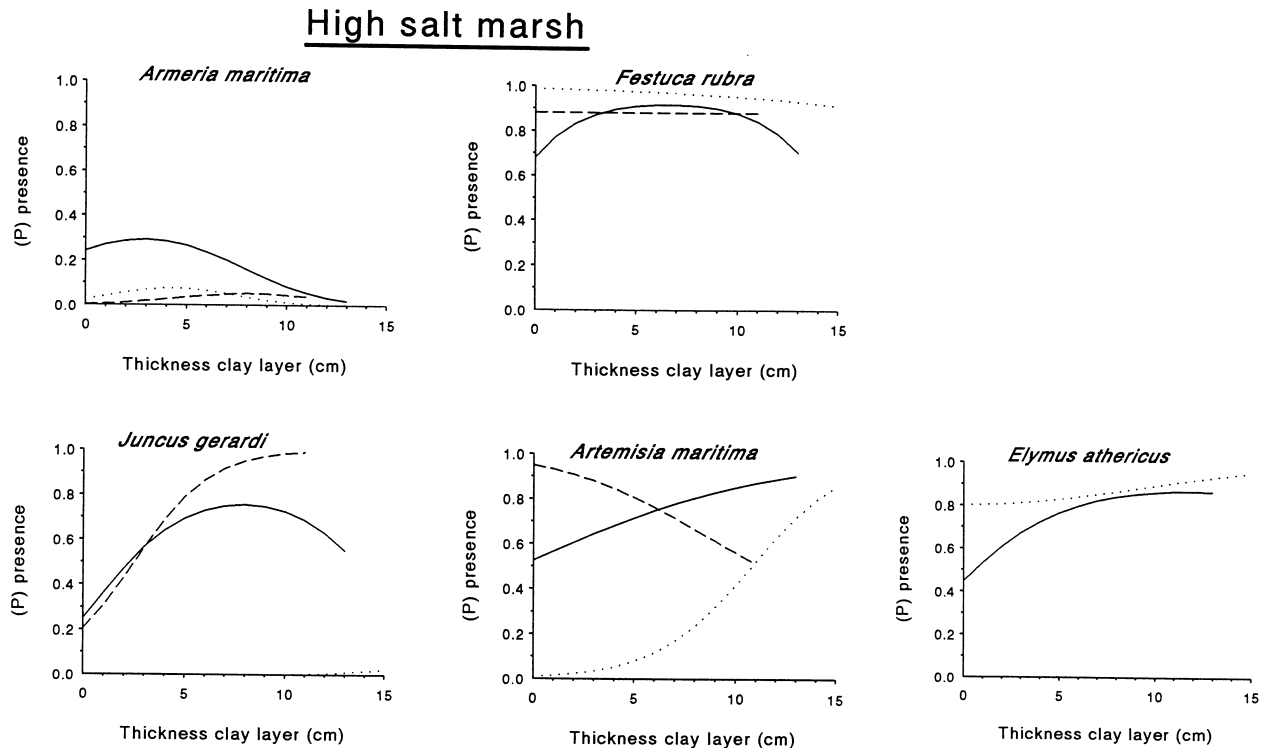 High salt marsh
Armeria maritima
1.0
0.8
0.6
0.4
0.2
0.0
(P) presence
0 5 10 15
Thickness clay layer (cm)
Festuca rubra
1.0
0.8
0.6
0.4
0.2
0.0
(P) presence
0 5 10 15
Thickness clay layer (cm)
Juncus gerardi
1.0
0.8
0.6
0.4
0.2
0.0
(P) presence
0 5 10 15
Thickness clay layer (cm)
Artemisia maritima
1.0
0.8
0.6
0.4
0.2
0.0
(P) presence
0 5 10 15
Thickness clay layer (cm)
Elymus athericus
1.0
0.8
0.6
0.4
0.2
0.0
(P) presence
0 5 10 15
Thickness clay layer (cm)